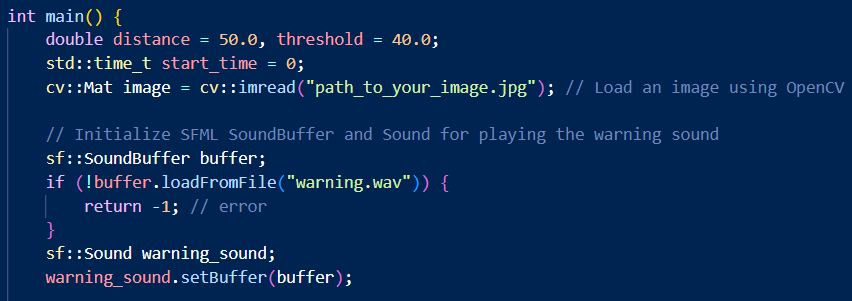 int main() {
    double distance = 50.0, threshold = 40.0;
    std::time_t start_time = 0;
    cv::Mat image = cv::imread("path_to_your_image.jpg"); // Load an image using OpenCV

    // Initialize SFML SoundBuffer and Sound for playing the warning sound
    sf::SoundBuffer buffer;
    if (!buffer.loadFromFile("warning.wav")) {
        return -1; // error
    }
    sf::Sound warning_sound;
    warning_sound.setBuffer(buffer);